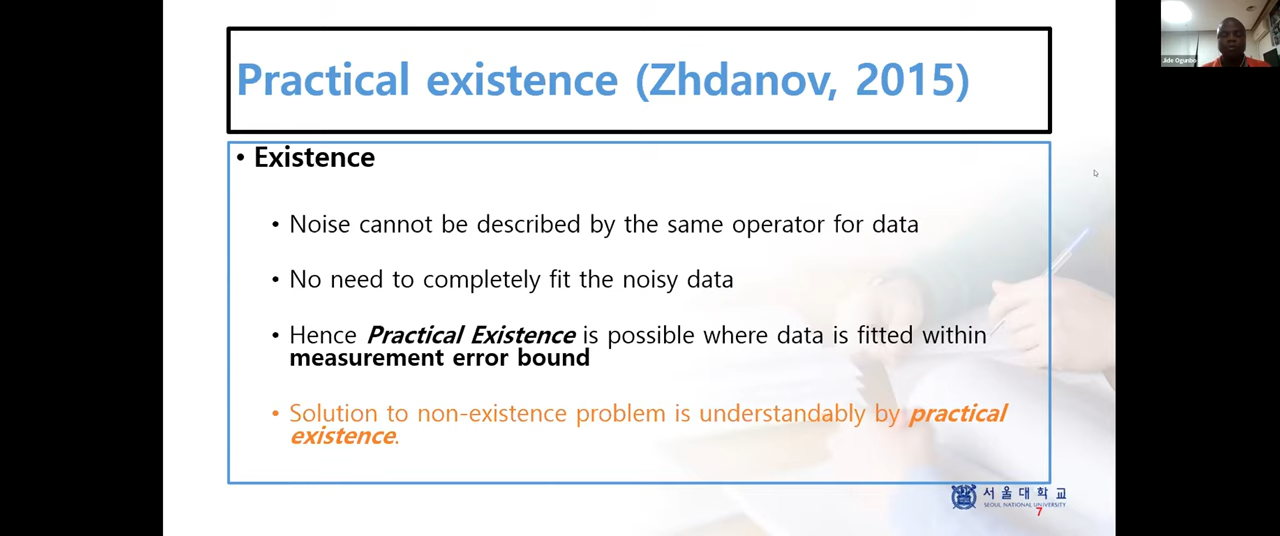 Practical existence (Zhdanov, 2015)
• Existence
• Noise cannot be described by the same operator for data
• No need to completely fit the noisy data
• Hence Practical Existence is possible where data is fitted within
measurement error bound
• Solution to non-existence problem is understandably by practical
existence.
서울대학교
SEOUL NATIONAL UNIVERSITY
7
Jide Ogunbo